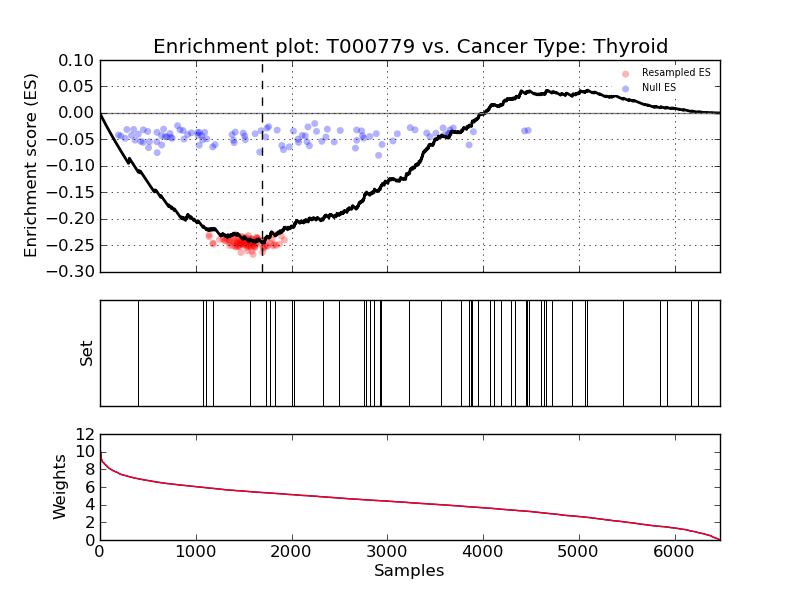 Enrichment plot: T000779 vs. Cancer Type: Thyroid
Enrichment score (ES)
0.10
0.05
0.00
−0.05
−0.10
−0.15
−0.20
−0.25
−0.30
Resampled ES
Null ES
Set
Weights
12
10
8
6
4
2
0
0 1000 2000 3000 4000 5000 6000
Samples